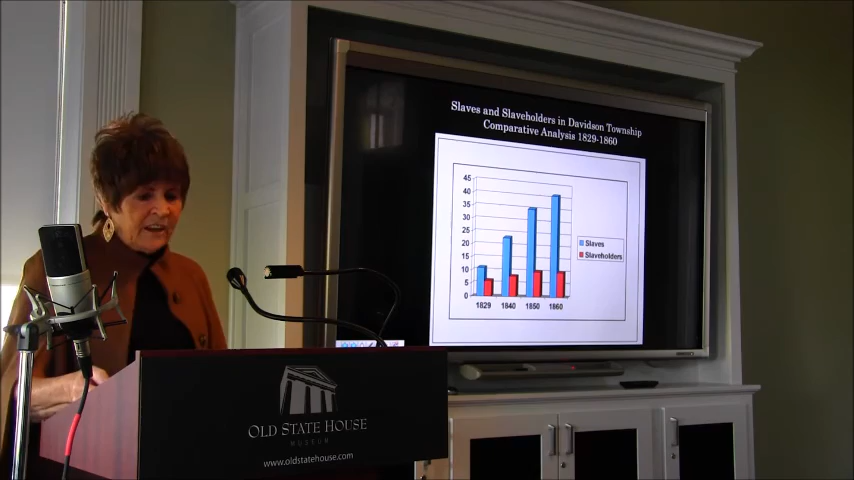 Slaves and Slaveholders in Davidson Township
Comparative Analysis 1829-1860
45
40
35
30
25
20
15
10
5
0
1829 1840 1850 1860
Slaves
Slaveholders
OLD STATE HOUSE
MUSEUM
www.oldstatehouse.com